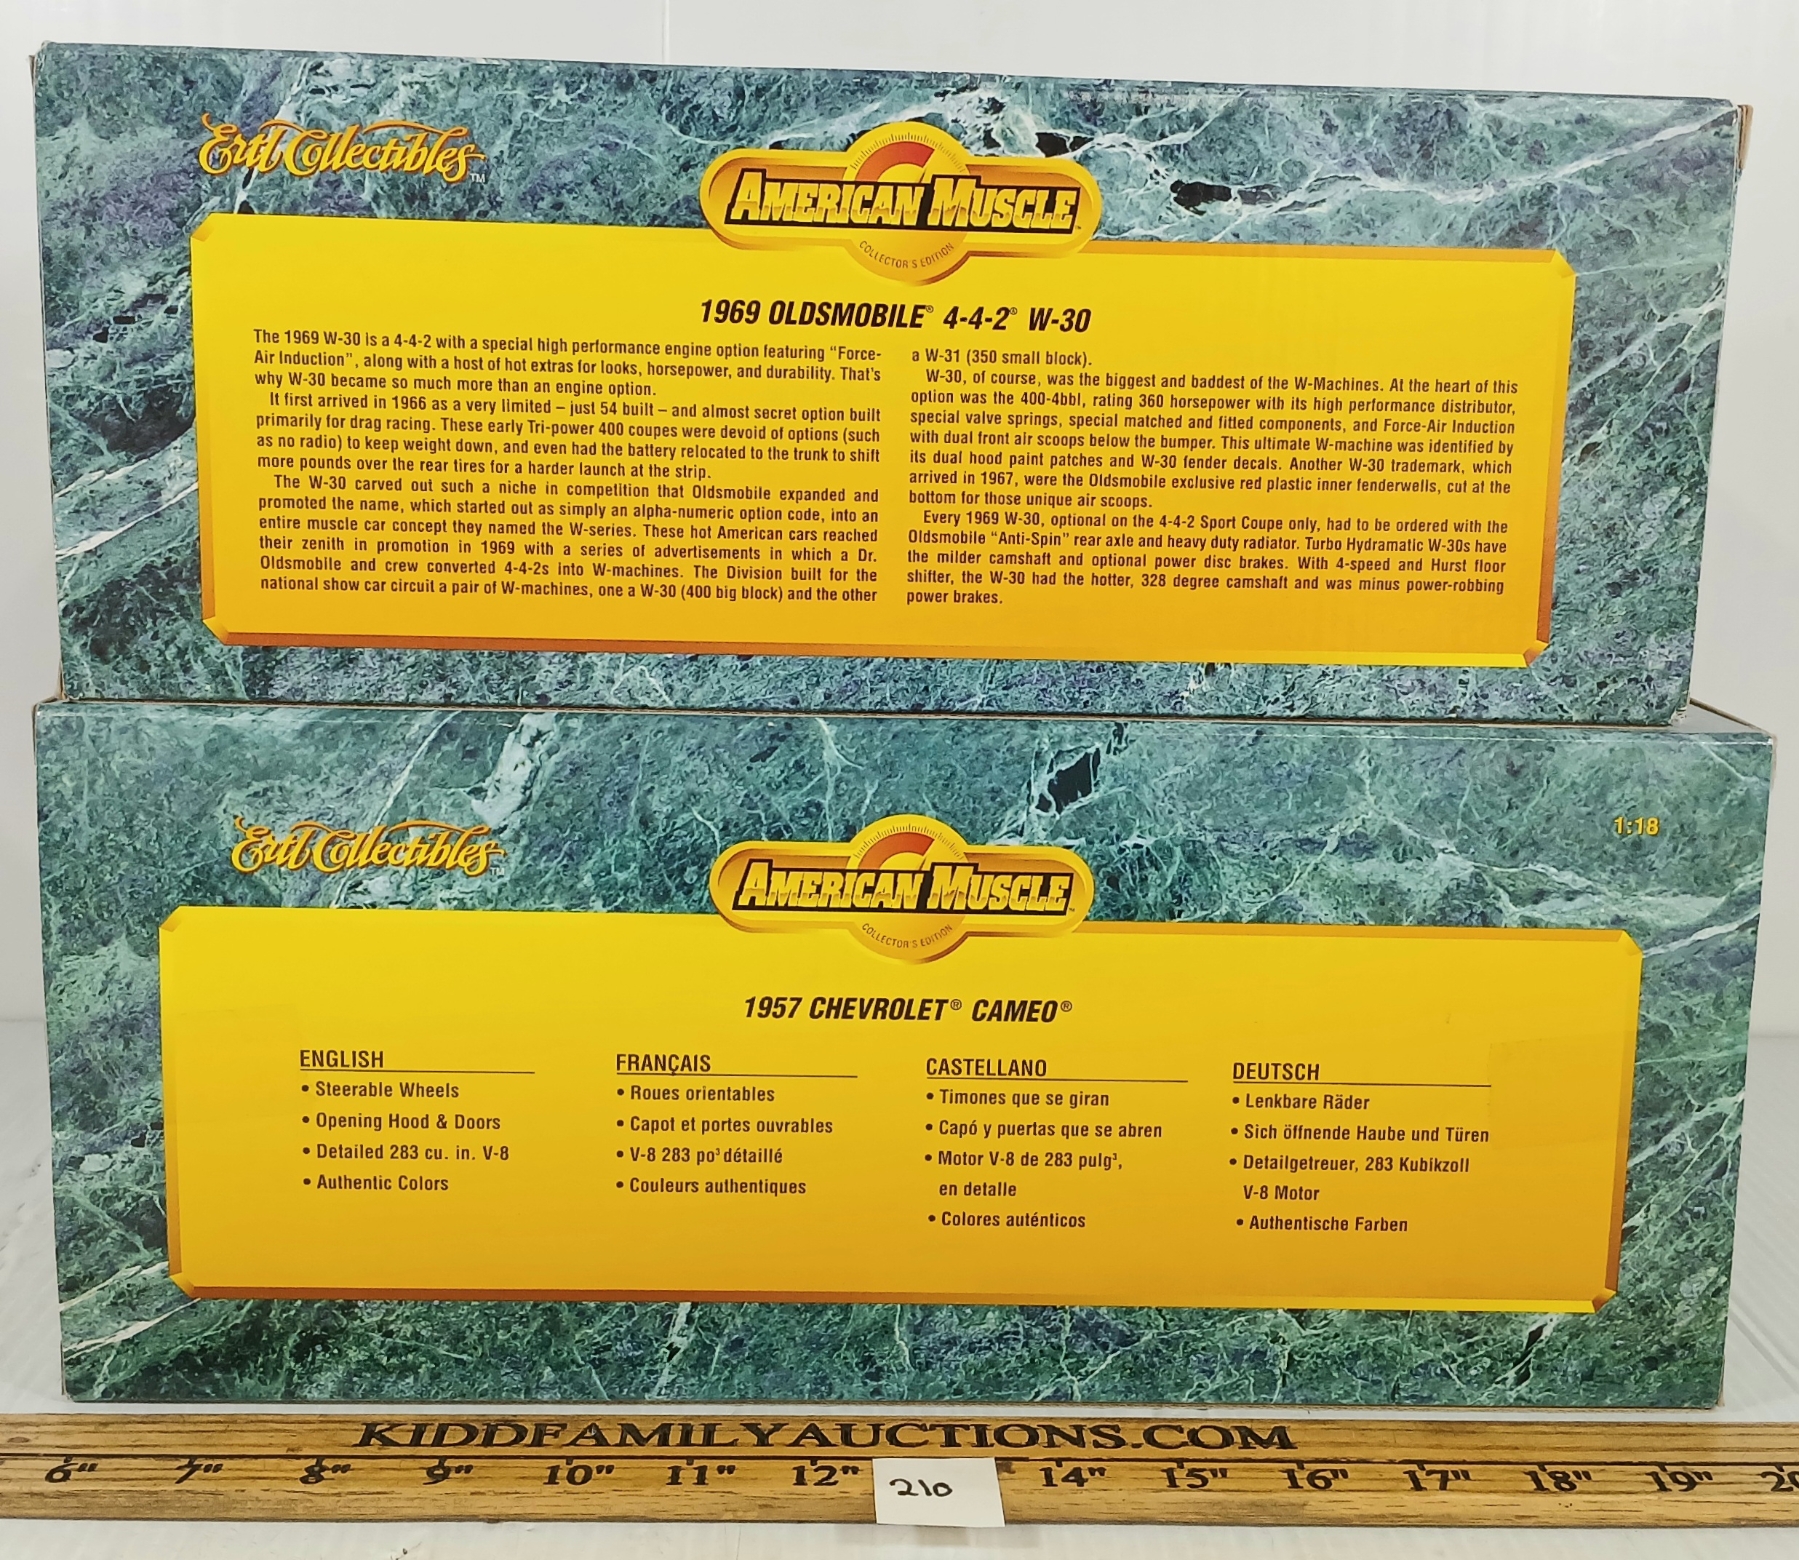 Ertl Collectibles TM
AMERICAN MUSCLE
COLLECTOR'S EDITION
1969 OLDSMOBILE® 4-4-2® W-30
The 1969 W-30 is a 4-4-2 with a special high performance engine option featuring "Force-
Air Induction", along with a host of hot extras for looks, horsepower, and durability. That's
why W-30 became so much more than an engine option.
It first arrived in 1966 as a very limited – just 54 built – and almost secret option built
primarily for drag racing. These early Tri-power 400 coupes were devoid of options (such
as no radio) to keep weight down, and even had the battery relocated to the trunk to shift
more pounds over the rear tires for a harder launch at the strip.
The W-30 carved out such a niche in competition that Oldsmobile expanded and
promoted the name, which started out as simply an alpha-numeric option code, into an
entire muscle car concept they named the W-series. These hot American cars reached
their zenith in promotion in 1969 with a series of advertisements in which a Dr.
Oldsmobile and crew converted 4-4-2s into W-machines. The Division built for the
national show car circuit a pair of W-machines, one a W-30 (400 big block) and the other
a W-31 (350 small block).
W-30, of course, was the biggest and baddest of the W-Machines. At the heart of this
option was the 400-4bbl, rating 360 horsepower with its high performance distributor,
special valve springs, special matched and fitted components, and Force-Air Induction
with dual front air scoops below the bumper. This ultimate W-machine was identified by
its dual hood paint patches and W-30 fender decals. Another W-30 trademark, which
arrived in 1967, were the Oldsmobile exclusive red plastic inner fenderwells, cut at the
bottom for those unique air scoops.
Every 1969 W-30, optional on the 4-4-2 Sport Coupe only, had to be ordered with the
Oldsmobile "Anti-Spin" rear axle and heavy duty radiator. Turbo Hydramatic W-30s have
the milder camshaft and optional power disc brakes. With 4-speed and Hurst floor
shifter, the W-30 had the hotter, 328 degree camshaft and was minus power-robbing
power brakes.
Ertl Collectibles TM
AMERICAN MUSCLE
COLLECTOR'S EDITION
1:18
1957 CHEVROLET® CAMEO®
ENGLISH
• Steerable Wheels
• Opening Hood & Doors
• Detailed 283 cu. in. V-8
• Authentic Colors
FRANÇAIS
• Roues orientables
• Capot et portes ouvrables
• V-8 283 po³ détaillé
• Couleurs authentiques
CASTELLANO
• Timones que se giran
• Capó y puertas que se abren
• Motor V-8 de 283 pulg³,
en detalle
• Colores auténticos
DEUTSCH
• Lenkbare Räder
• Sich öffnende Haube und Türen
• Detailgetreuer, 283 Kubikzoll
V-8 Motor
• Authentische Farben
KIDDFAMILYAUCTIONS.COM
6" 7" 8" 9" 10" 11" 12" 14" 15" 16" 17" 18" 19" 20
210